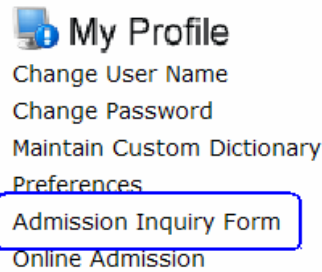 My Profile
Change User Name
Change Password
Maintain Custom Dictionary
Preferences
Admission Inquiry Form
Online Admission